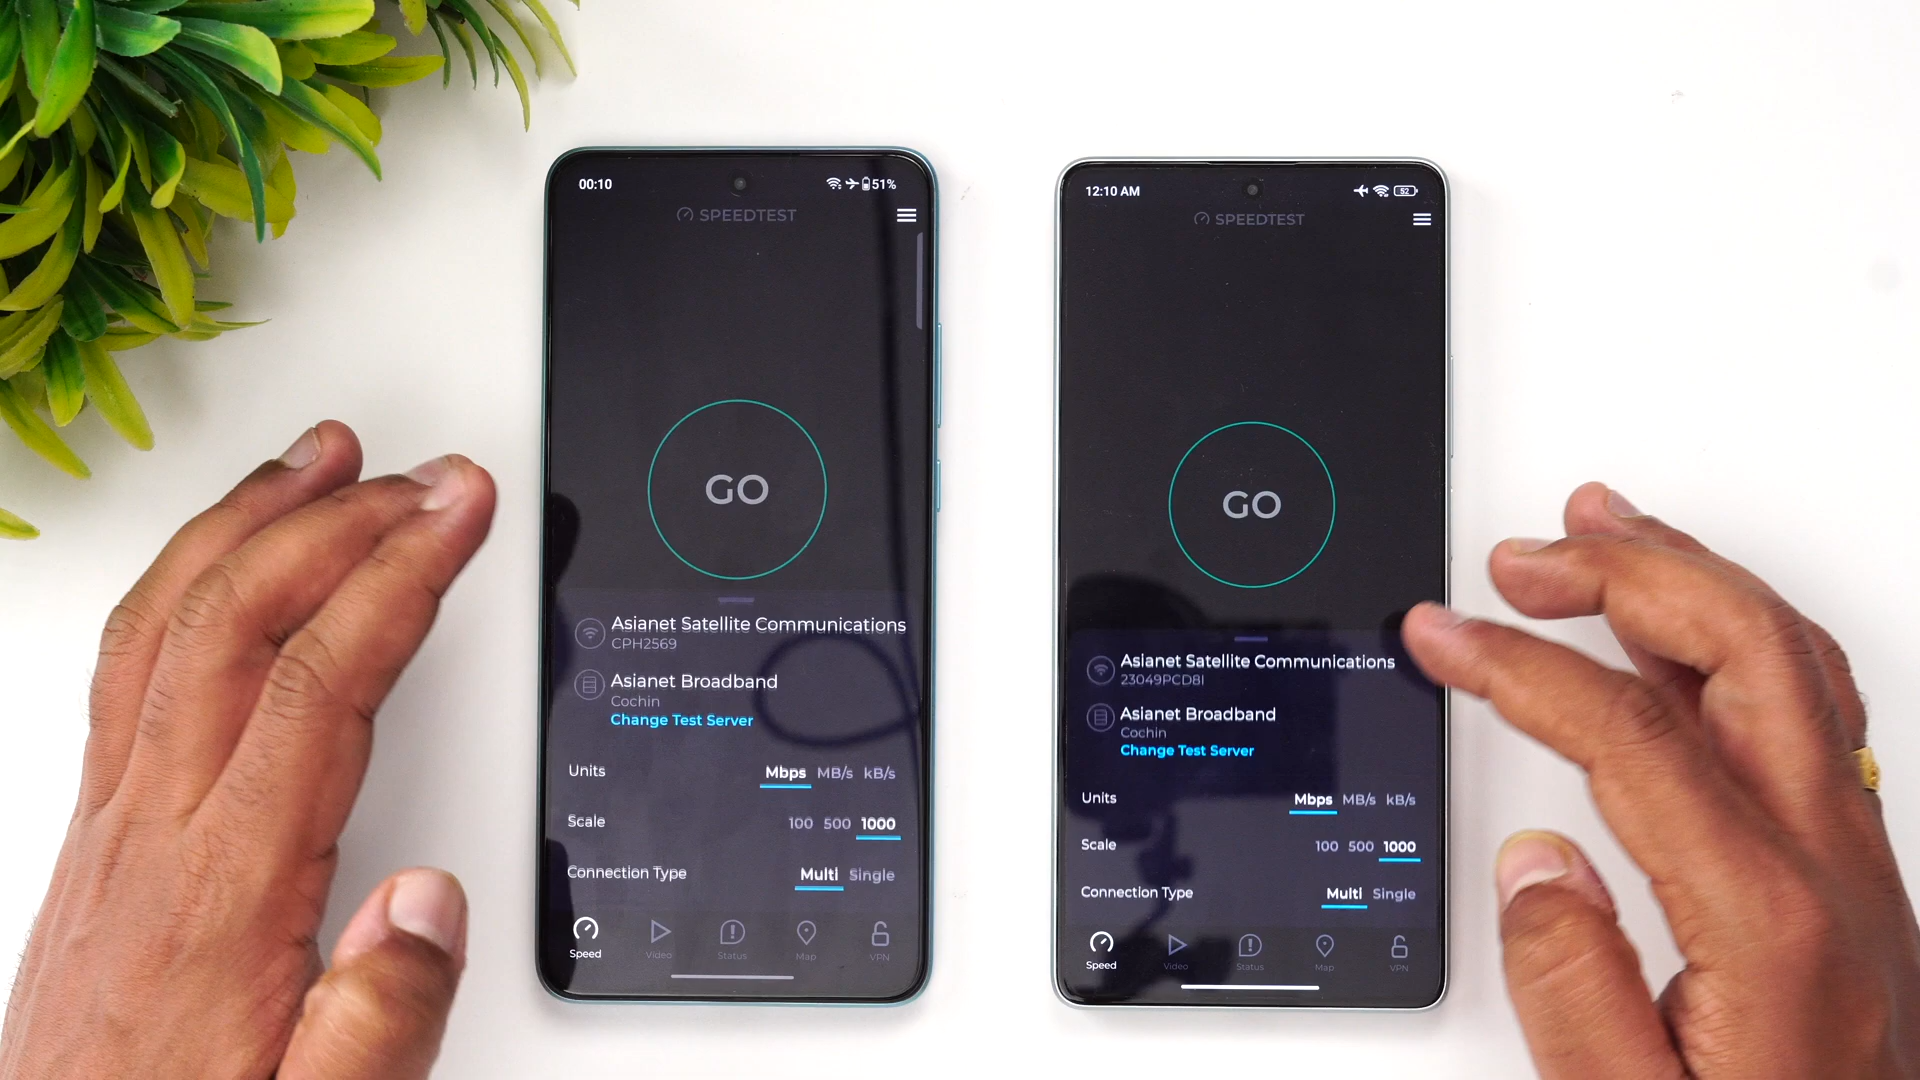 00:10
51%
SPEEDTEST
GO
Asianet Satellite Communications
CPH2569
Asianet Broadband
Cochin
Change Test Server
Units Mbps MB/s kB/s
Scale 100 500 1000
Connection Type Multi Single
Speed Video Status Map VPN
12:10 AM
52
SPEEDTEST
GO
Asianet Satellite Communications
23049PCD8I
Asianet Broadband
Cochin
Change Test Server
Units Mbps MB/s kB/s
Scale 100 500 1000
Connection Type Multi Single
Speed Video Status Map VPN